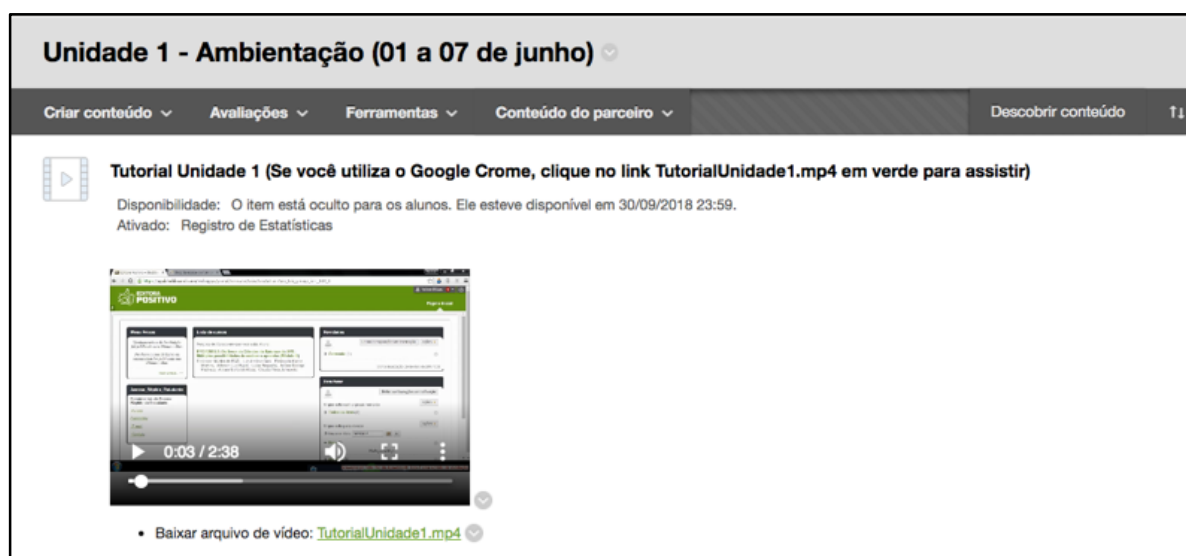 Unidade 1 - Ambientação (01 a 07 de junho)
Criar conteúdo Avaliações Ferramentas Conteúdo do parceiro Descobrir conteúdo
Tutorial Unidade 1 (Se você utiliza o Google Crome, clique no link TutorialUnidade1.mp4 em verde para assistir)
Disponibilidade: O item está oculto para os alunos. Ele esteve disponível em 30/09/2018 23:59.
Ativado: Registro de Estatísticas
EDITORA
POSITIVO
0:03 / 2:38
Baixar arquivo de vídeo: TutorialUnidade1.mp4